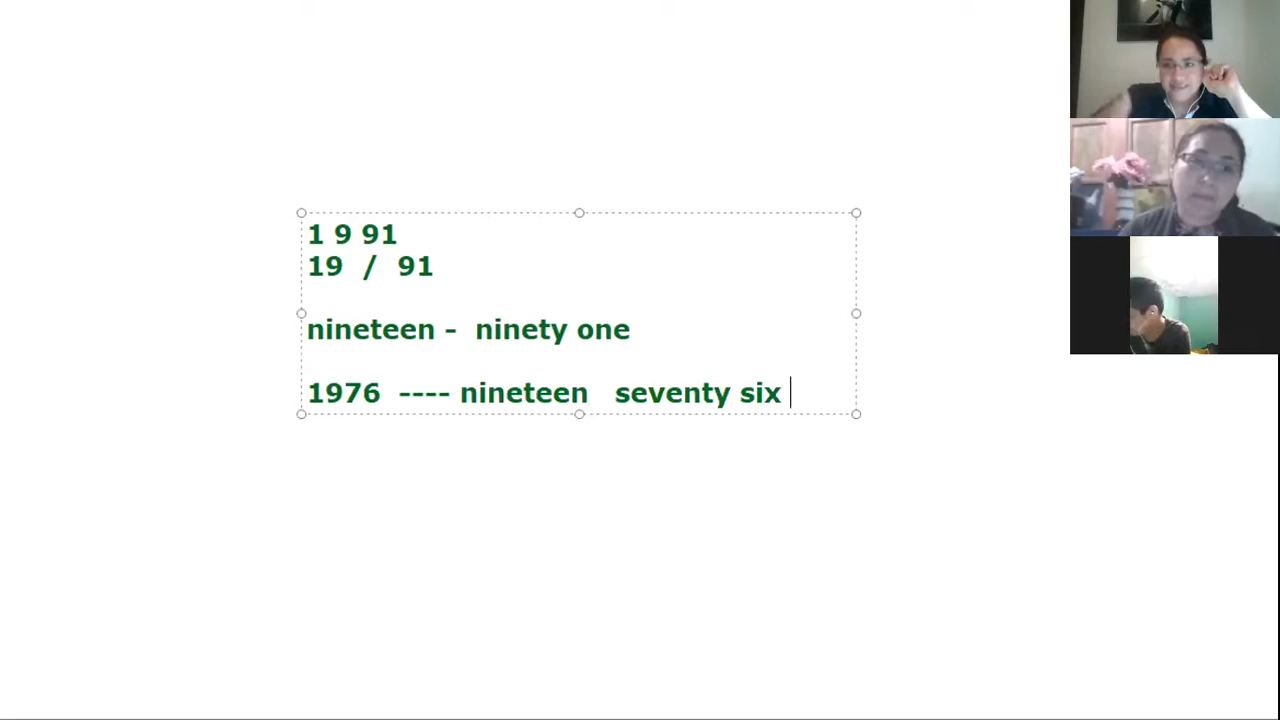 1 9 91
19 / 91
nineteen - ninety one
1976 ---- nineteen seventy six